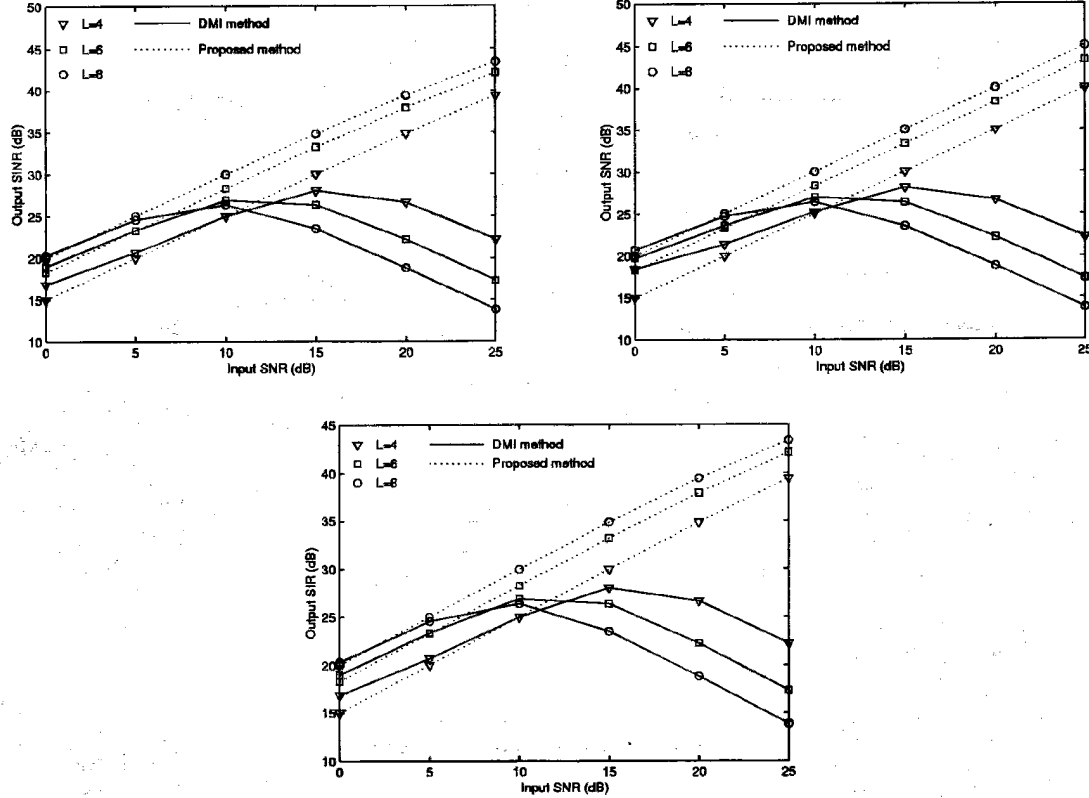 50
L=4 DMI method
45
L=6 Proposed method
L=8
40
35
30
25
20
15
10
Output SINR (dB)
0 5 10 15 20 25
Input SNR (dB)
50
L=4 DMI method
45
L=6 Proposed method
L=8
40
35
30
25
20
15
10
Output SNR (dB)
0 5 10 15 20 25
Input SNR (dB)
45
L=4 DMI method
40
L=6 Proposed method
L=8
35
30
25
20
15
10
Output SIR (dB)
0 5 10 15 20 25
Input SNR (dB)